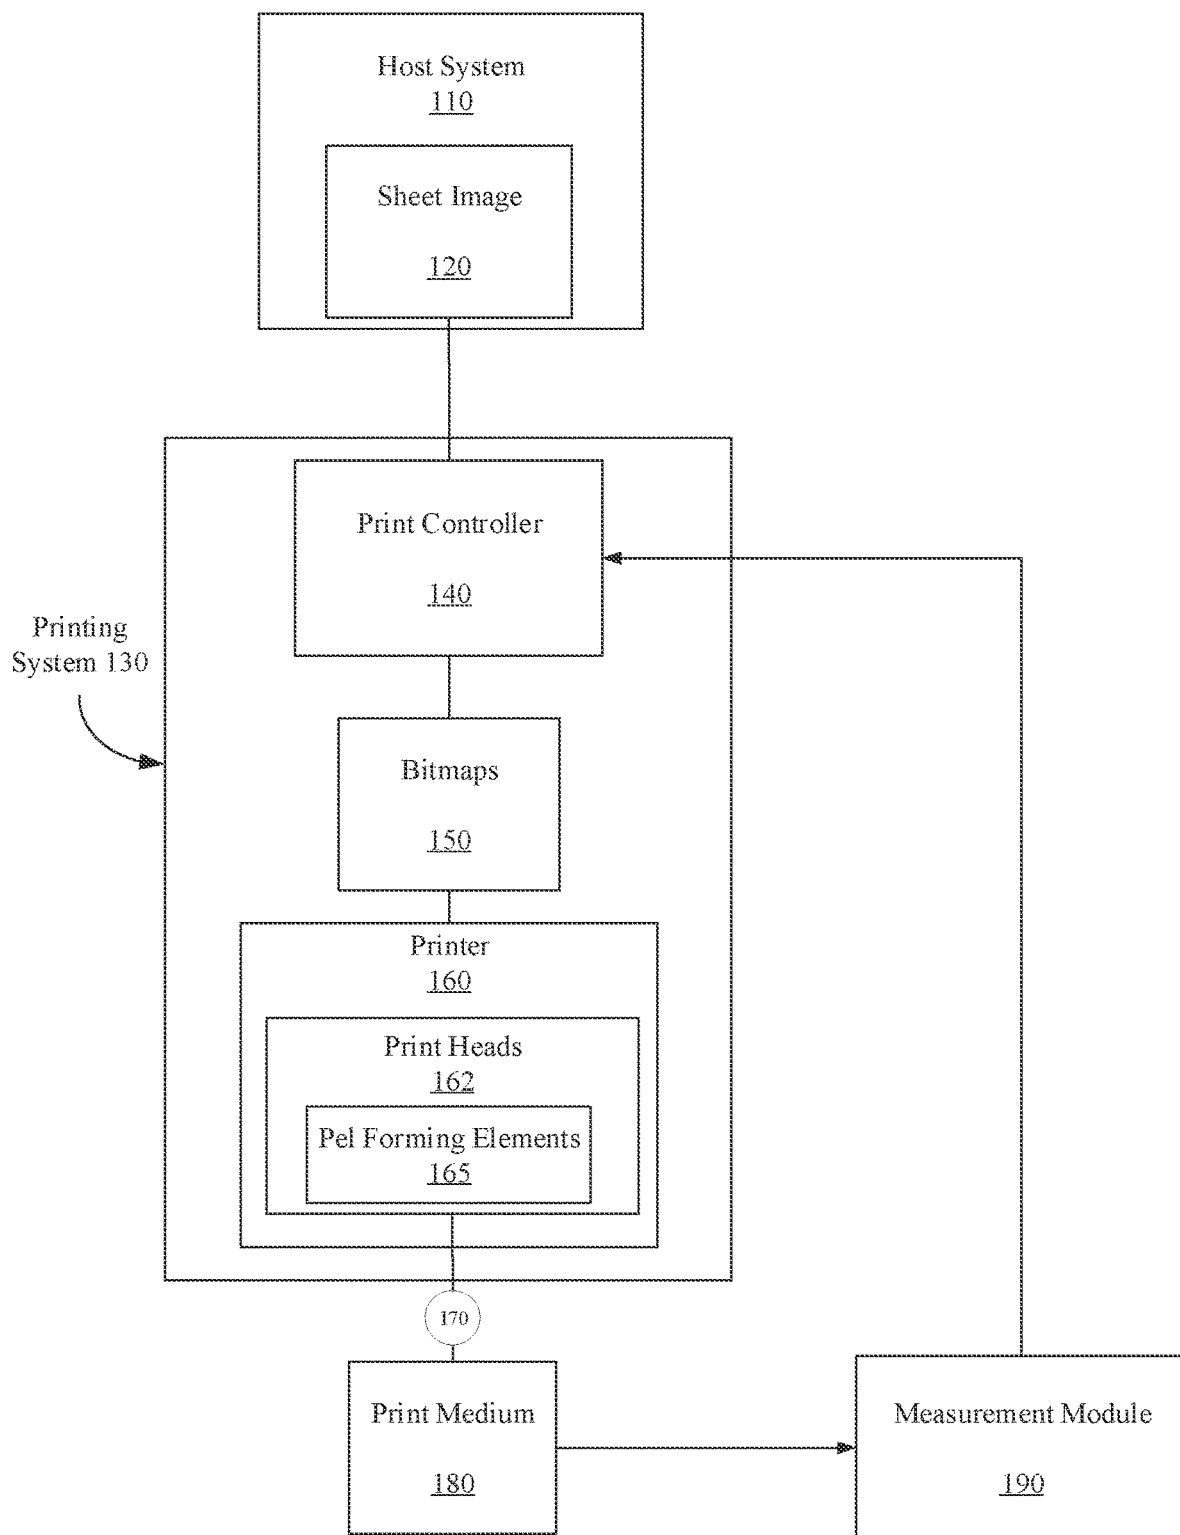 Host System
110
Sheet Image
120
Print Controller
140
Printing
System 130
Bitmaps
150
Printer
160
Print Heads
162
Pel Forming Elements
165
170
Print Medium
180
Measurement Module
190